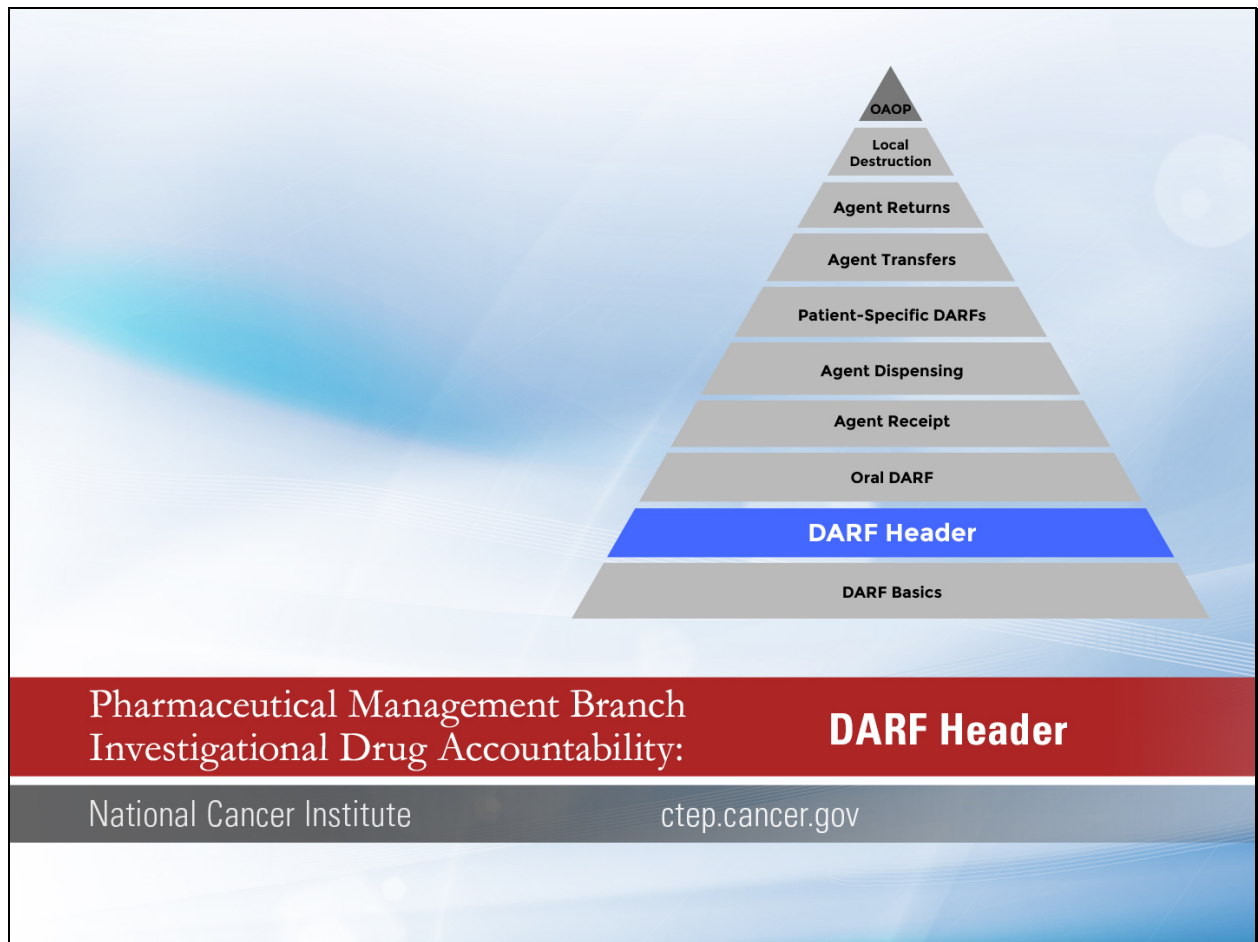 OAOP
Local
Destruction
Agent Returns
Agent Transfers
Patient-Specific DARFs
Agent Dispensing
Agent Receipt
Oral DARF
DARF Header
DARF Basics
Pharmaceutical Management Branch
Investigational Drug Accountability:
DARF Header
National Cancer Institute
ctep.cancer.gov